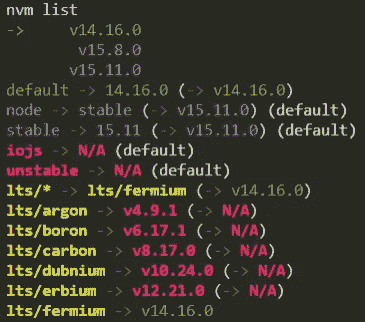 nvm list
->      v14.16.0
         v15.8.0
        v15.11.0
default -> 14.16.0 (-> v14.16.0)
node -> stable (-> v15.11.0) (default)
stable -> 15.11 (-> v15.11.0) (default)
iojs -> N/A (default)
unstable -> N/A (default)
lts/* -> lts/fermium (-> v14.16.0)
lts/argon -> v4.9.1 (-> N/A)
lts/boron -> v6.17.1 (-> N/A)
lts/carbon -> v8.17.0 (-> N/A)
lts/dubnium -> v10.24.0 (-> N/A)
lts/erbium -> v12.21.0 (-> N/A)
lts/fermium -> v14.16.0